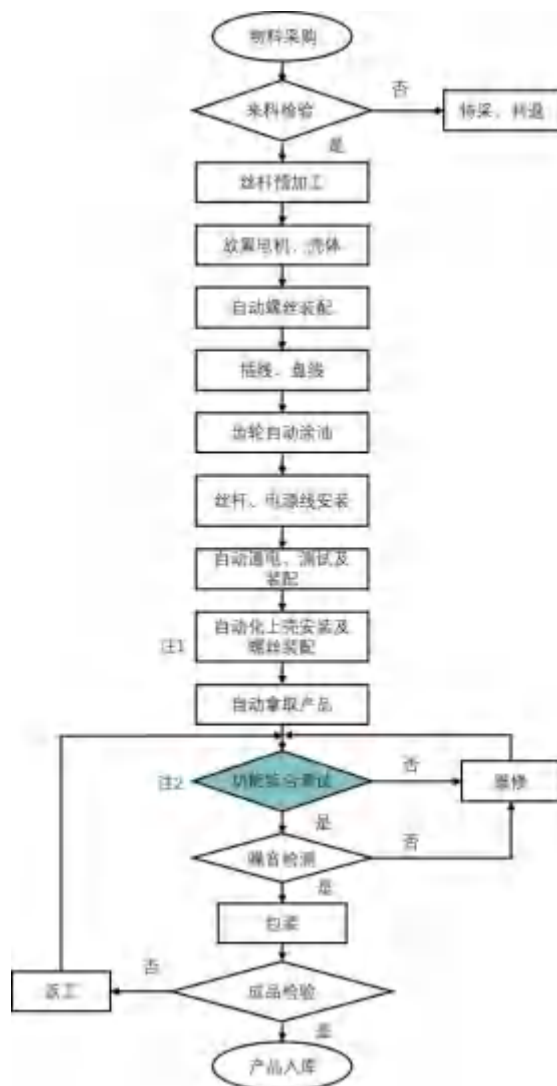 物料采购
来料检验
否
特采、判退
是
丝杆预加工
放置电机、壳体
自动螺丝装配
插线、盘线
齿轮自动涂油
丝杆、电源线安装
自动通电、测试及
装配
注1
自动化上壳安装及
螺丝装配
自动拿取产品
注2
功能综合测试
否
是
噪音检测
否
是
包装
返工
否
成品检验
是
产品入库